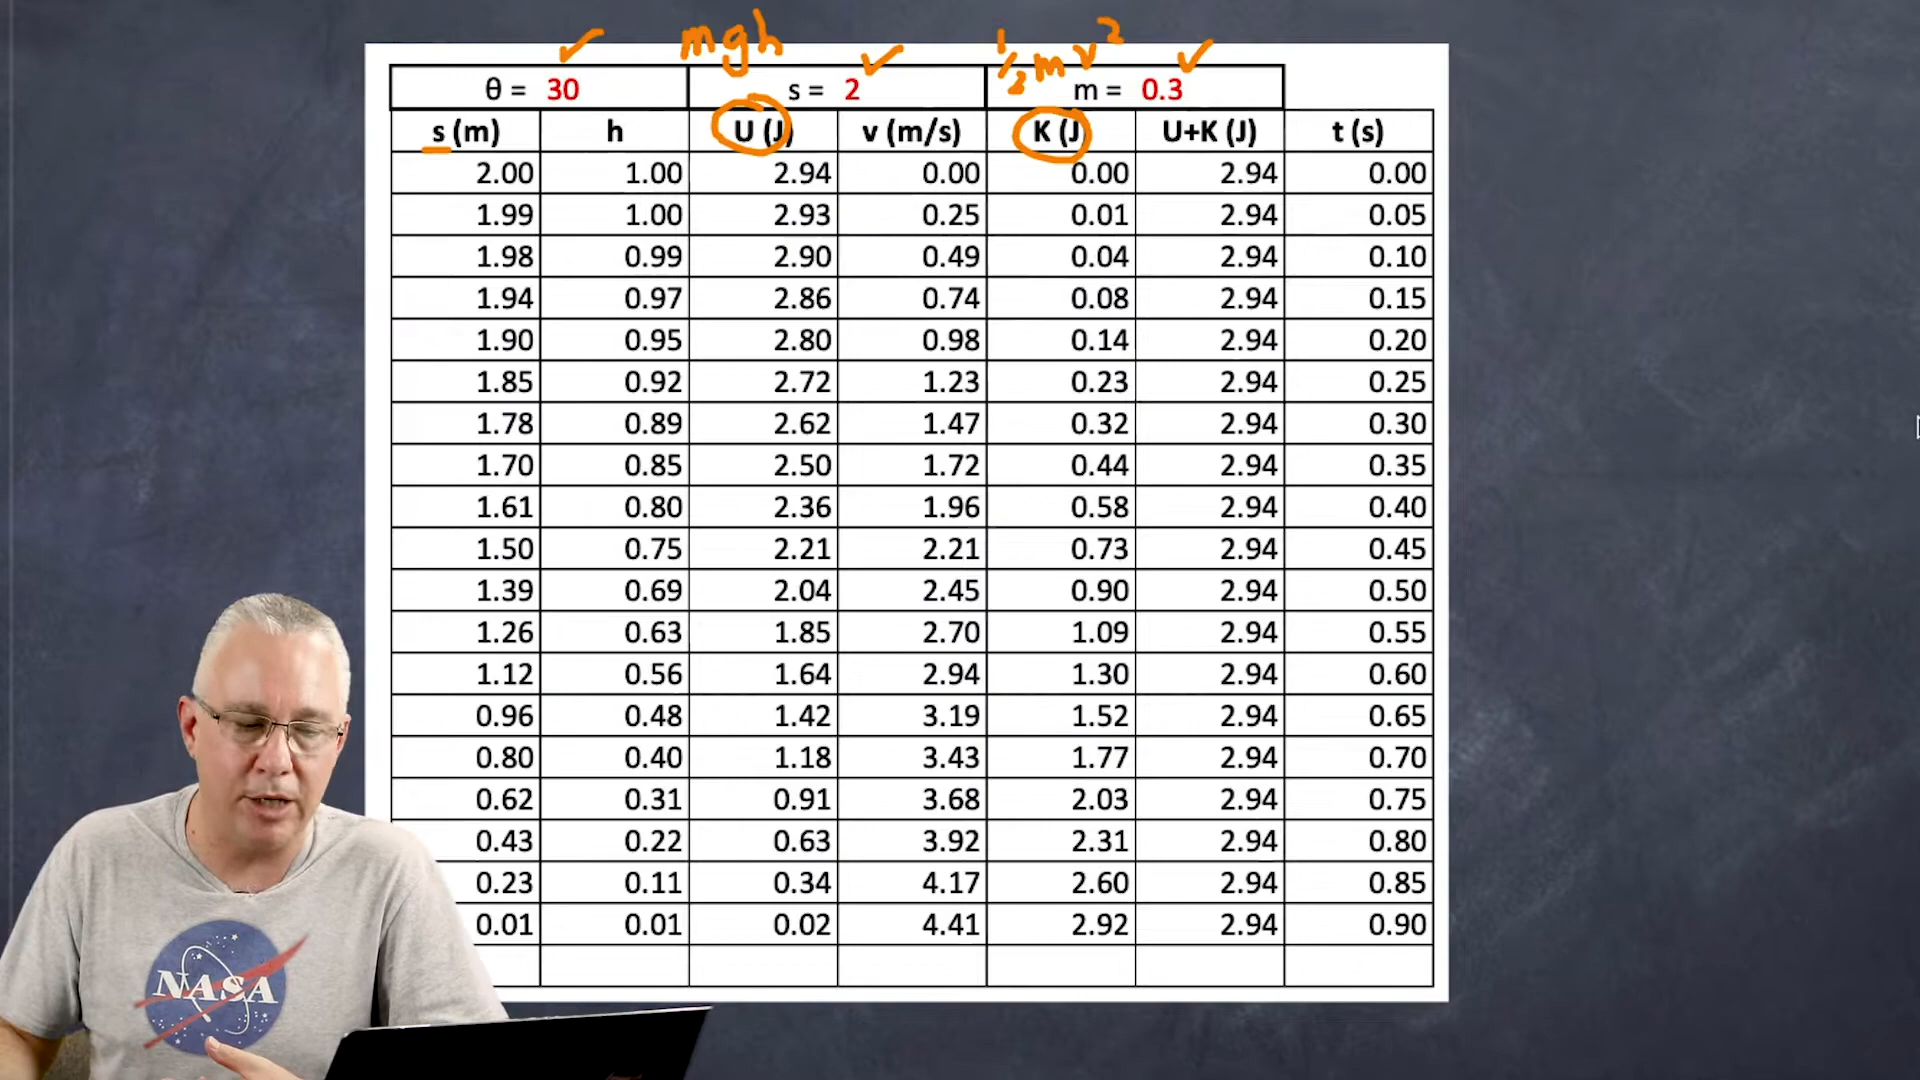 mgh ½mv²
θ = 30 s = 2 m = 0.3
s (m) h U (J) v (m/s) K (J) U+K (J) t (s)
2.00 1.00 2.94 0.00 0.00 2.94 0.00
1.99 1.00 2.93 0.25 0.01 2.94 0.05
1.98 0.99 2.90 0.49 0.04 2.94 0.10
1.94 0.97 2.86 0.74 0.08 2.94 0.15
1.90 0.95 2.80 0.98 0.14 2.94 0.20
1.85 0.92 2.72 1.23 0.23 2.94 0.25
1.78 0.89 2.62 1.47 0.32 2.94 0.30
1.70 0.85 2.50 1.72 0.44 2.94 0.35
1.61 0.80 2.36 1.96 0.58 2.94 0.40
1.50 0.75 2.21 2.21 0.73 2.94 0.45
1.39 0.69 2.04 2.45 0.90 2.94 0.50
1.26 0.63 1.85 2.70 1.09 2.94 0.55
1.12 0.56 1.64 2.94 1.30 2.94 0.60
0.96 0.48 1.42 3.19 1.52 2.94 0.65
0.80 0.40 1.18 3.43 1.77 2.94 0.70
0.62 0.31 0.91 3.68 2.03 2.94 0.75
0.43 0.22 0.63 3.92 2.31 2.94 0.80
0.23 0.11 0.34 4.17 2.60 2.94 0.85
0.01 0.01 0.02 4.41 2.92 2.94 0.90
NASA